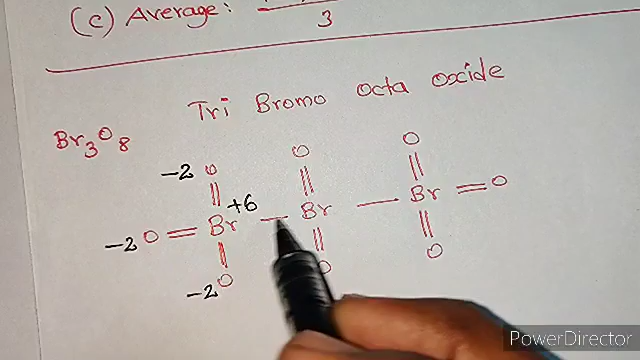 (c) Average:
3
Tri Bromo Octa Oxide
Br3O8
-2 O O O
-2 O = Br +6 — Br — Br = O
-2 O O O
PowerDirector